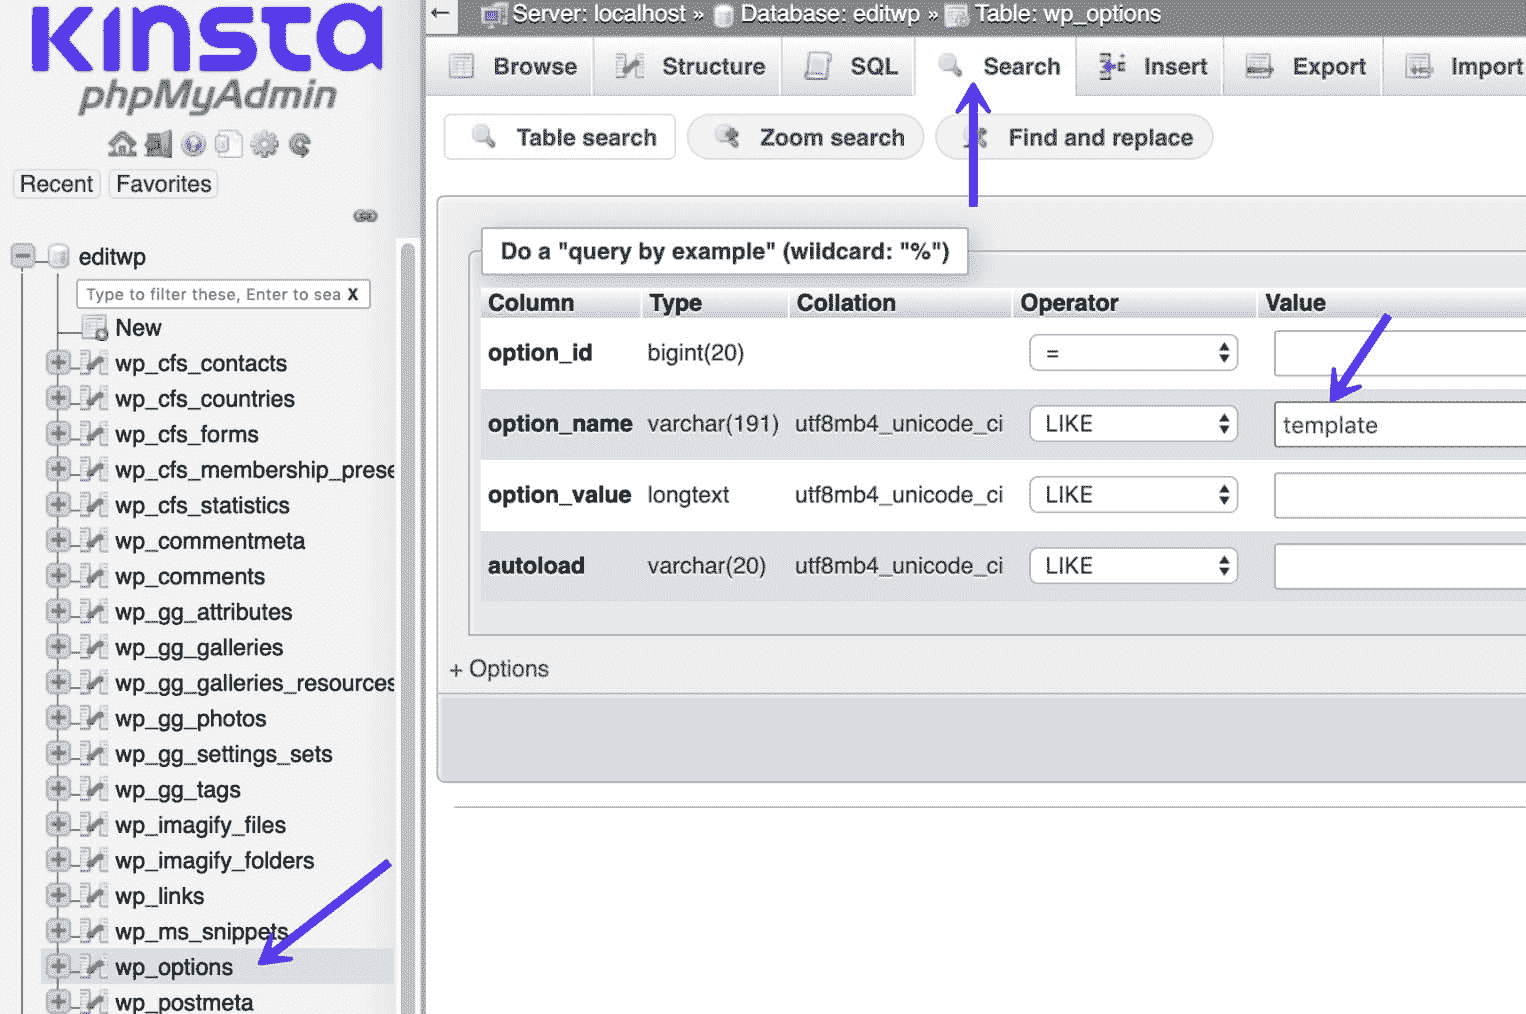 KINSTA
phpMyAdmin
Recent Favorites
editwp
Type to filter these, Enter to sea X
New
wp_cfs_contacts
wp_cfs_countries
wp_cfs_forms
wp_cfs_membership_prese
wp_cfs_statistics
wp_commentmeta
wp_comments
wp_gg_attributes
wp_gg_galleries
wp_gg_galleries_resources
wp_gg_photos
wp_gg_settings_sets
wp_gg_tags
wp_imagify_files
wp_imagify_folders
wp_links
wp_ms_snippets
wp_options
wp_postmeta
Server: localhost » Database: editwp » Table: wp_options
Browse Structure SQL Search Insert Export Import
Table search Zoom search Find and replace
Do a "query by example" (wildcard: "%")
Column Type Collation Operator Value
option_id bigint(20) =
option_name varchar(191) utf8mb4_unicode_ci LIKE template
option_value longtext utf8mb4_unicode_ci LIKE
autoload varchar(20) utf8mb4_unicode_ci LIKE
+ Options